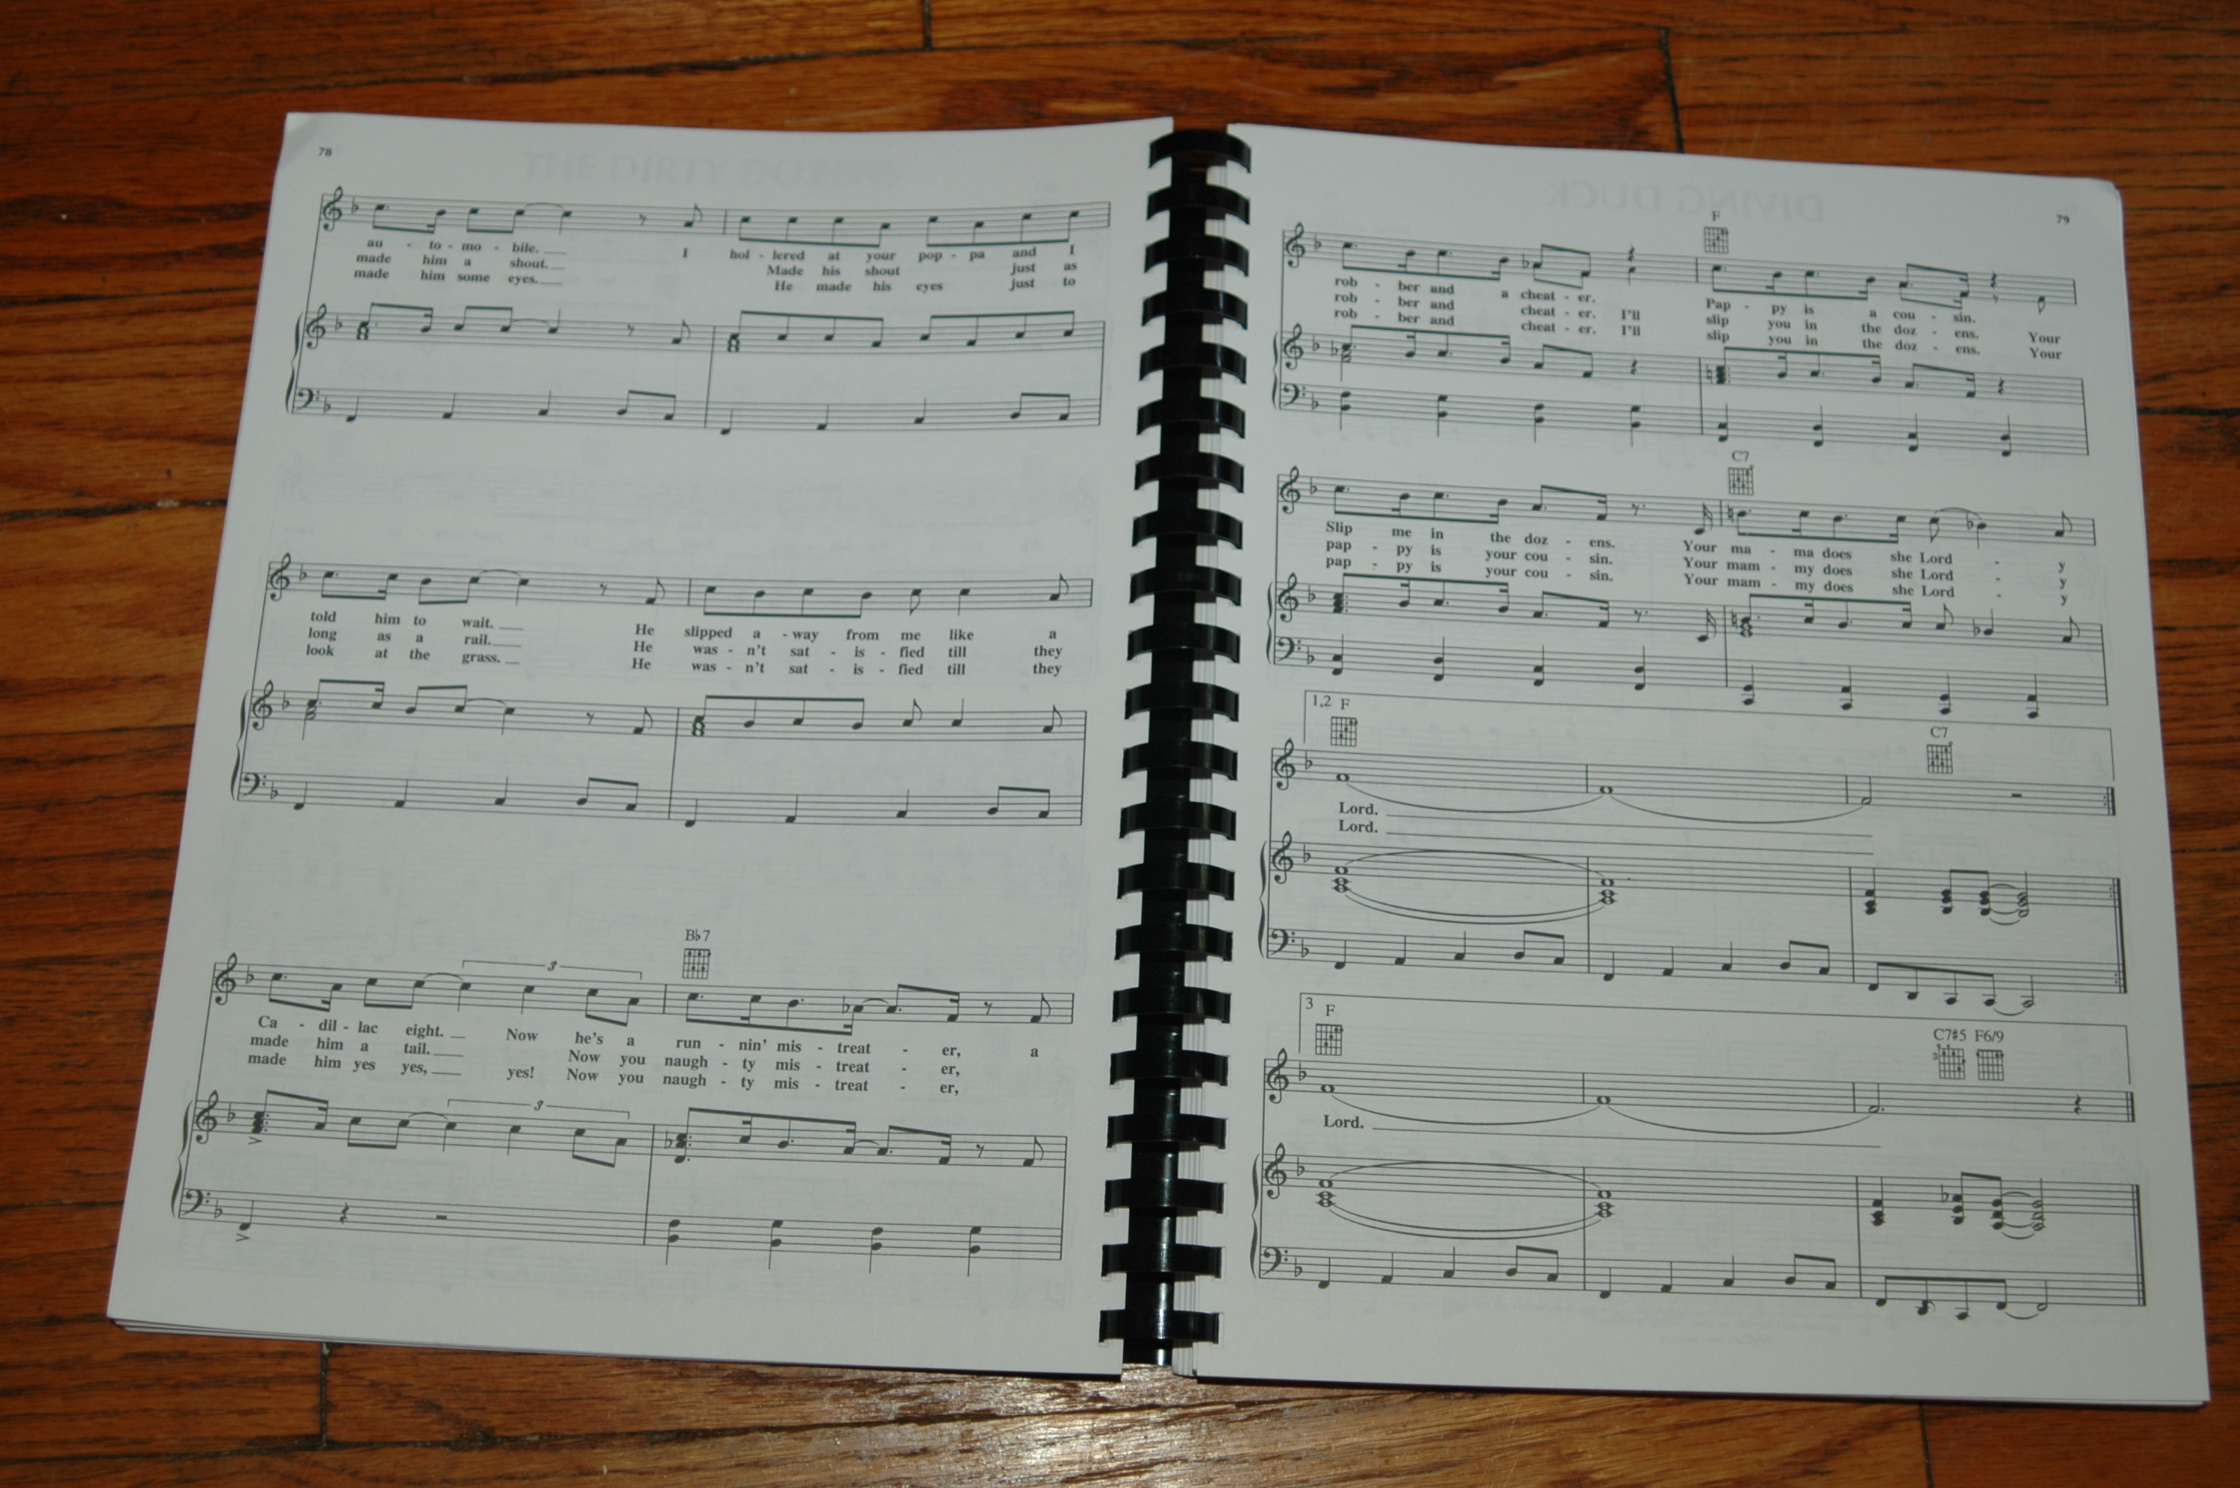 78
au - to - mo - bile. I hol - lered at your pop - pa and I
made him a shout. Made his shout just as
made him some eyes. He made his eyes just to
told him to wait. He slipped a - way from me like a
long as a rail. He was - n't sat - is - fied till they
look at the grass. He was - n't sat - is - fied till they
B♭7
3
Ca - dil - lac eight. Now he's a run - nin' mis - treat - er, a
made him a tail. Now you naugh - ty mis - treat - er,
made him yes yes, yes! Now you naugh - ty mis - treat - er,
3
79
F
rob - ber and a cheat - er. Pap - py is a cou - sin.
rob - ber and cheat - er. I'll slip you in the doz - ens. Your
rob - ber and cheat - er. I'll slip you in the doz - ens. Your
C7
Slip me in the doz - ens. Your ma - ma does she Lord - y
pap - py is your cou - sin. Your mam - my does she Lord - y
pap - py is your cou - sin. Your mam - my does she Lord - y
1,2 F C7
Lord.
Lord.
3 F C7♯5 F6/9
3
Lord.
THE DIRTY DOZENS
DIVING DUCK